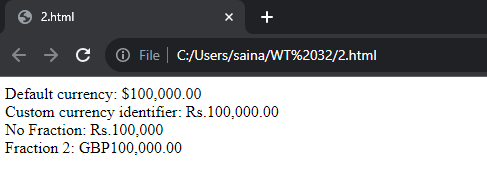 2.html
File C:/Users/saina/WT%2032/2.html
Default currency: $100,000.00
Custom currency identifier: Rs.100,000.00
No Fraction: Rs.100,000
Fraction 2: GBP100,000.00